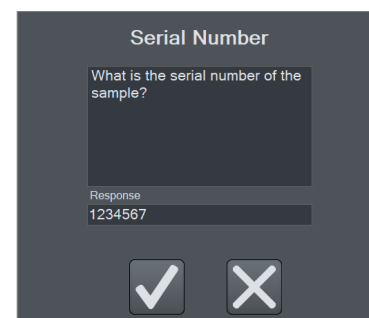 Serial Number
What is the serial number of the
sample?
Response
1234567